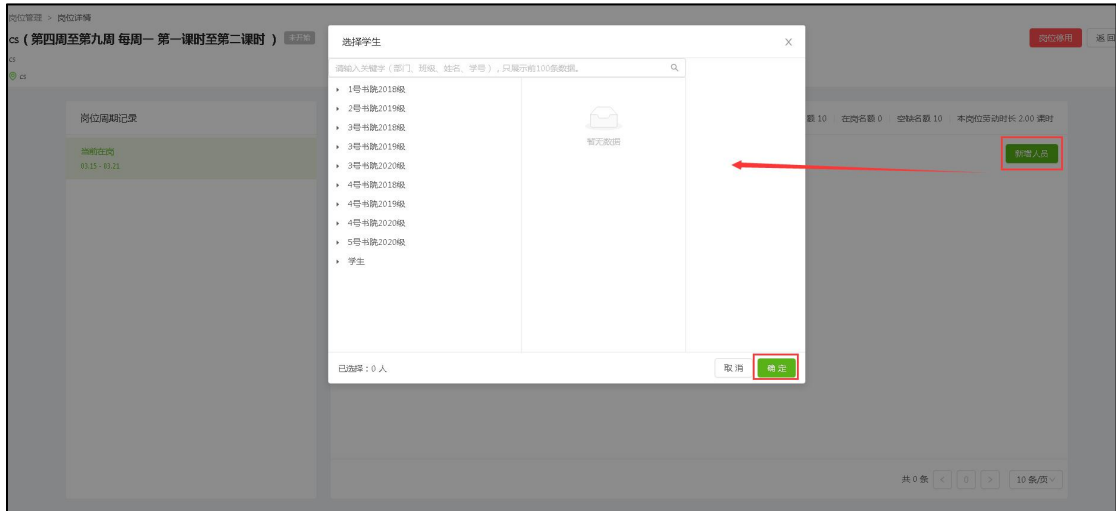 岗位管理 > 岗位详情
cs ( 第四周至第九周 每周一 第一课时至第二课时 ) 未开始
岗位停用 返回
cs
cs
岗位周期记录
额 10 在岗名额 0 空缺名额 10 本岗位劳动时长 2.00 课时
当前在岗
03.15 - 03.21
新增人员
选择学生
请输入关键字 ( 部门、班级、姓名、学号 ) , 只展示前100条数据。
1号书院2018级
2号书院2019级
3号书院2018级
3号书院2019级
3号书院2020级
4号书院2018级
4号书院2019级
4号书院2020级
5号书院2020级
学生
暂无数据
已选择 : 0 人
取消 确定
共 0 条 < 0 > 10 条/页